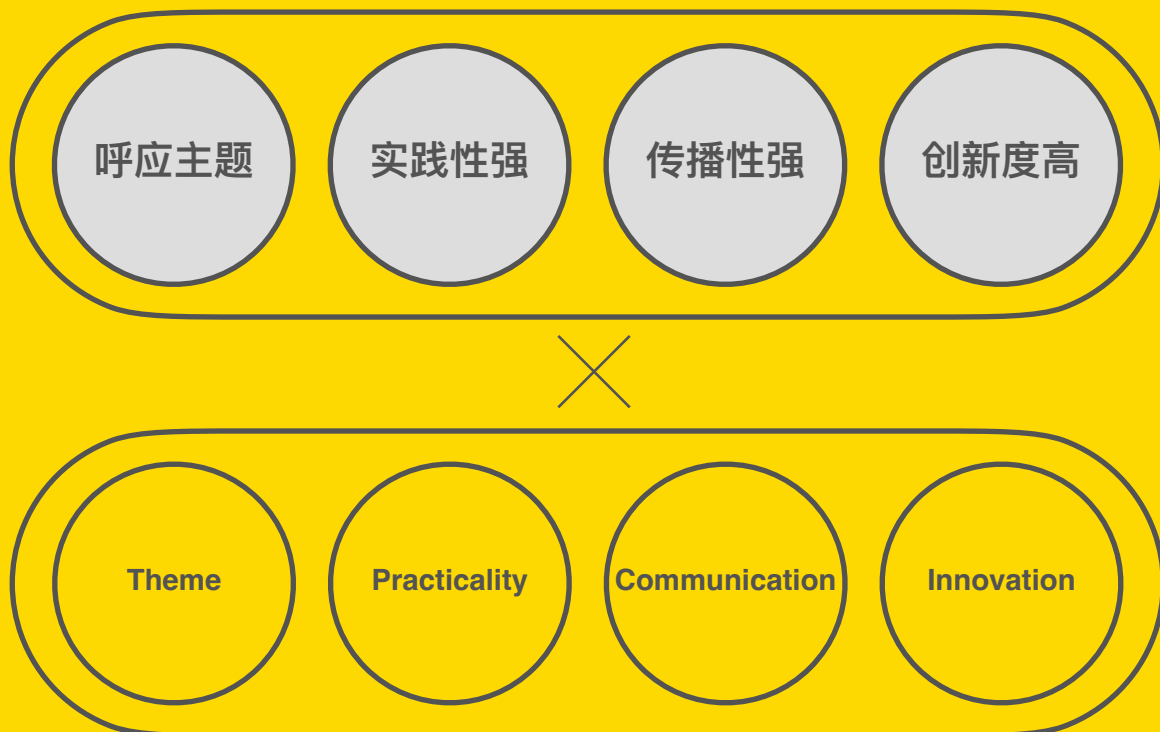 呼应主题
实践性强
传播性强
创新度高
Theme
Practicality
Communication
Innovation